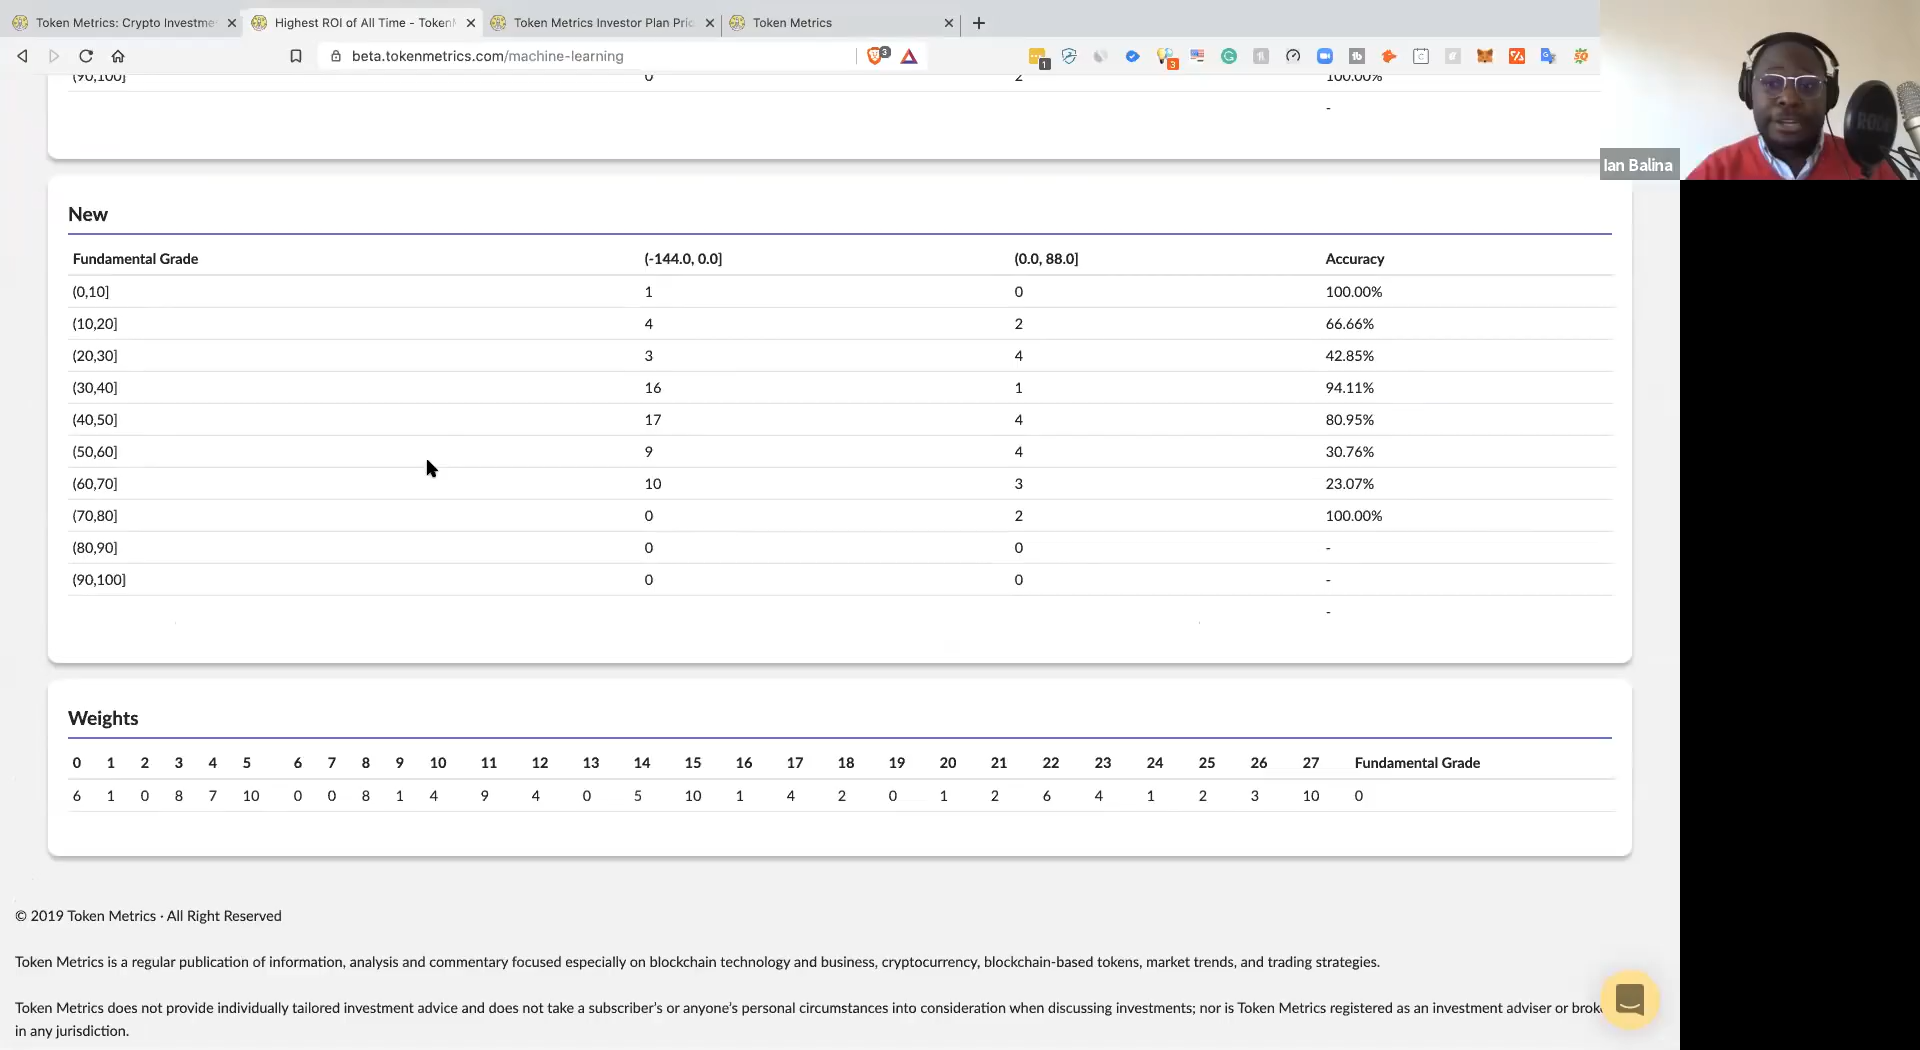 Token Metrics: Crypto Investme
Highest ROI of All Time - Token
Token Metrics Investor Plan Pric
Token Metrics
beta.tokenmetrics.com/machine-learning
3
1
3
(90,100] 0 2 100.00%
-
Ian Balina
RODE
New
Fundamental Grade (-144.0, 0.0] (0.0, 88.0] Accuracy
(0,10] 1 0 100.00%
(10,20] 4 2 66.66%
(20,30] 3 4 42.85%
(30,40] 16 1 94.11%
(40,50] 17 4 80.95%
(50,60] 9 4 30.76%
(60,70] 10 3 23.07%
(70,80] 0 2 100.00%
(80,90] 0 0 -
(90,100] 0 0 -
-
Weights
0 1 2 3 4 5 6 7 8 9 10 11 12 13 14 15 16 17 18 19 20 21 22 23 24 25 26 27 Fundamental Grade
6 1 0 8 7 10 0 0 8 1 4 9 4 0 5 10 1 4 2 0 1 2 6 4 1 2 3 10 0
© 2019 Token Metrics · All Right Reserved
Token Metrics is a regular publication of information, analysis and commentary focused especially on blockchain technology and business, cryptocurrency, blockchain-based tokens, market trends, and trading strategies.
Token Metrics does not provide individually tailored investment advice and does not take a subscriber's or anyone's personal circumstances into consideration when discussing investments; nor is Token Metrics registered as an investment adviser or brok
in any jurisdiction.